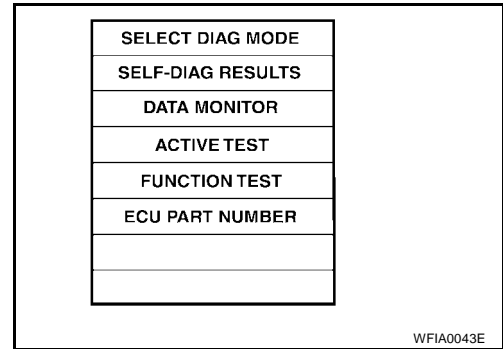 SELECT DIAG MODE
SELF-DIAG RESULTS
DATA MONITOR
ACTIVE TEST
FUNCTION TEST
ECU PART NUMBER
WFIA0043E